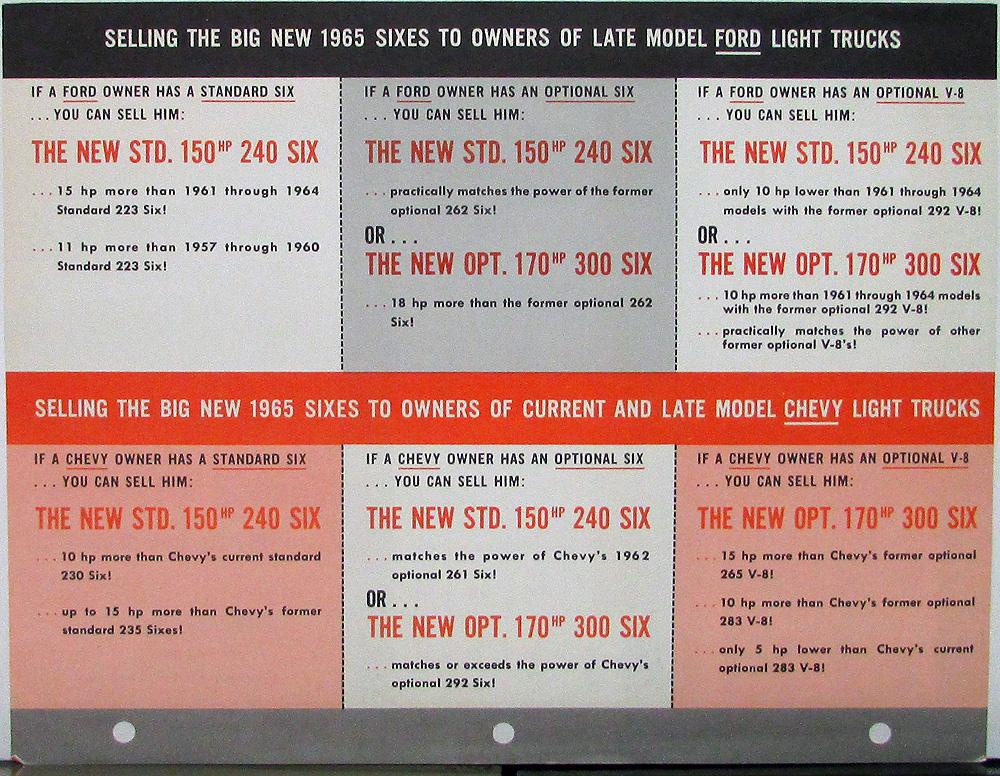 SELLING THE BIG NEW 1965 SIXES TO OWNERS OF LATE MODEL FORD LIGHT TRUCKS
IF A FORD OWNER HAS A STANDARD SIX
... YOU CAN SELL HIM:
THE NEW STD. 150HP 240 SIX
... 15 hp more than 1961 through 1964
Standard 223 Six!
... 11 hp more than 1957 through 1960
Standard 223 Six!
IF A FORD OWNER HAS AN OPTIONAL SIX
... YOU CAN SELL HIM:
THE NEW STD. 150HP 240 SIX
... practically matches the power of the former
optional 262 Six!
OR ...
THE NEW OPT. 170HP 300 SIX
... 18 hp more than the former optional 262
Six!
IF A FORD OWNER HAS AN OPTIONAL V-8
... YOU CAN SELL HIM:
THE NEW STD. 150HP 240 SIX
... only 10 hp lower than 1961 through 1964
models with the former optional 292 V-8!
OR ...
THE NEW OPT. 170HP 300 SIX
... 10 hp more than 1961 through 1964 models
with the former optional 292 V-8!
... practically matches the power of other
former optional V-8's!
SELLING THE BIG NEW 1965 SIXES TO OWNERS OF CURRENT AND LATE MODEL CHEVY LIGHT TRUCKS
IF A CHEVY OWNER HAS A STANDARD SIX
... YOU CAN SELL HIM:
THE NEW STD. 150HP 240 SIX
... 10 hp more than Chevy's current standard
230 Six!
... up to 15 hp more than Chevy's former
standard 235 Sixes!
IF A CHEVY OWNER HAS AN OPTIONAL SIX
... YOU CAN SELL HIM:
THE NEW STD. 150HP 240 SIX
... matches the power of Chevy's 1962
optional 261 Six!
OR ...
THE NEW OPT. 170HP 300 SIX
... matches or exceeds the power of Chevy's
optional 292 Six!
IF A CHEVY OWNER HAS AN OPTIONAL V-8
... YOU CAN SELL HIM:
THE NEW OPT. 170HP 300 SIX
... 15 hp more than Chevy's former optional
265 V-8!
... 10 hp more than Chevy's former optional
283 V-8!
... only 5 hp lower than Chevy's current
optional 283 V-8!